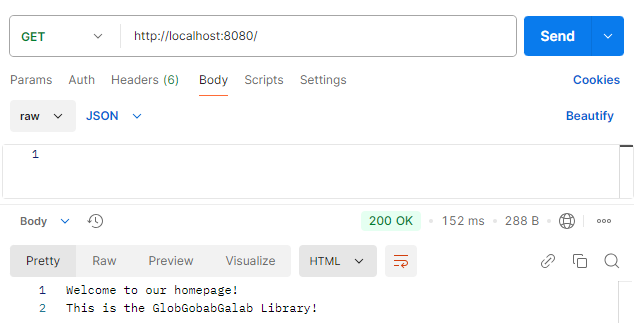 GET http://localhost:8080/ Send
Params Auth Headers (6) Body Scripts Settings Cookies
raw JSON Beautify
1
Body 200 OK 152 ms 288 B
Pretty Raw Preview Visualize HTML
1 Welcome to our homepage!
2 This is the GlobGobabGalab Library!